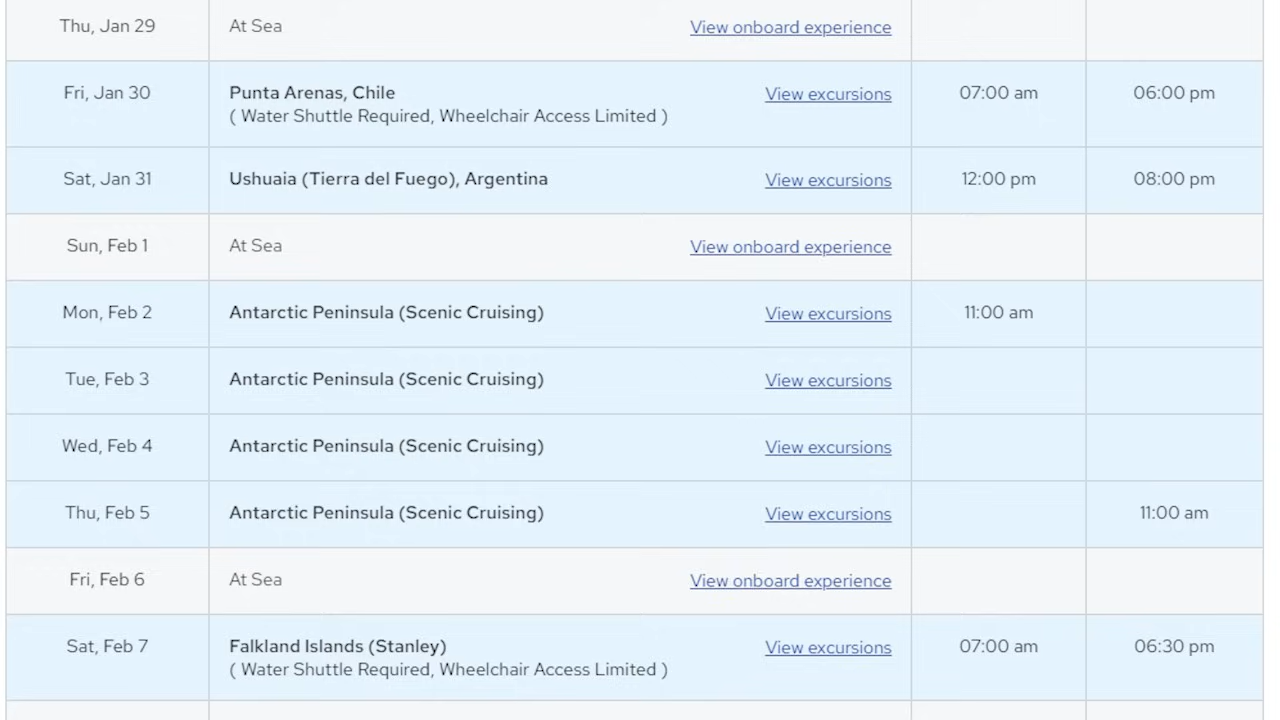 Thu, Jan 29 At Sea View onboard experience
Fri, Jan 30 Punta Arenas, Chile View excursions 07:00 am 06:00 pm
( Water Shuttle Required, Wheelchair Access Limited )
Sat, Jan 31 Ushuaia (Tierra del Fuego), Argentina View excursions 12:00 pm 08:00 pm
Sun, Feb 1 At Sea View onboard experience
Mon, Feb 2 Antarctic Peninsula (Scenic Cruising) View excursions 11:00 am
Tue, Feb 3 Antarctic Peninsula (Scenic Cruising) View excursions
Wed, Feb 4 Antarctic Peninsula (Scenic Cruising) View excursions
Thu, Feb 5 Antarctic Peninsula (Scenic Cruising) View excursions 11:00 am
Fri, Feb 6 At Sea View onboard experience
Sat, Feb 7 Falkland Islands (Stanley) View excursions 07:00 am 06:30 pm
( Water Shuttle Required, Wheelchair Access Limited )